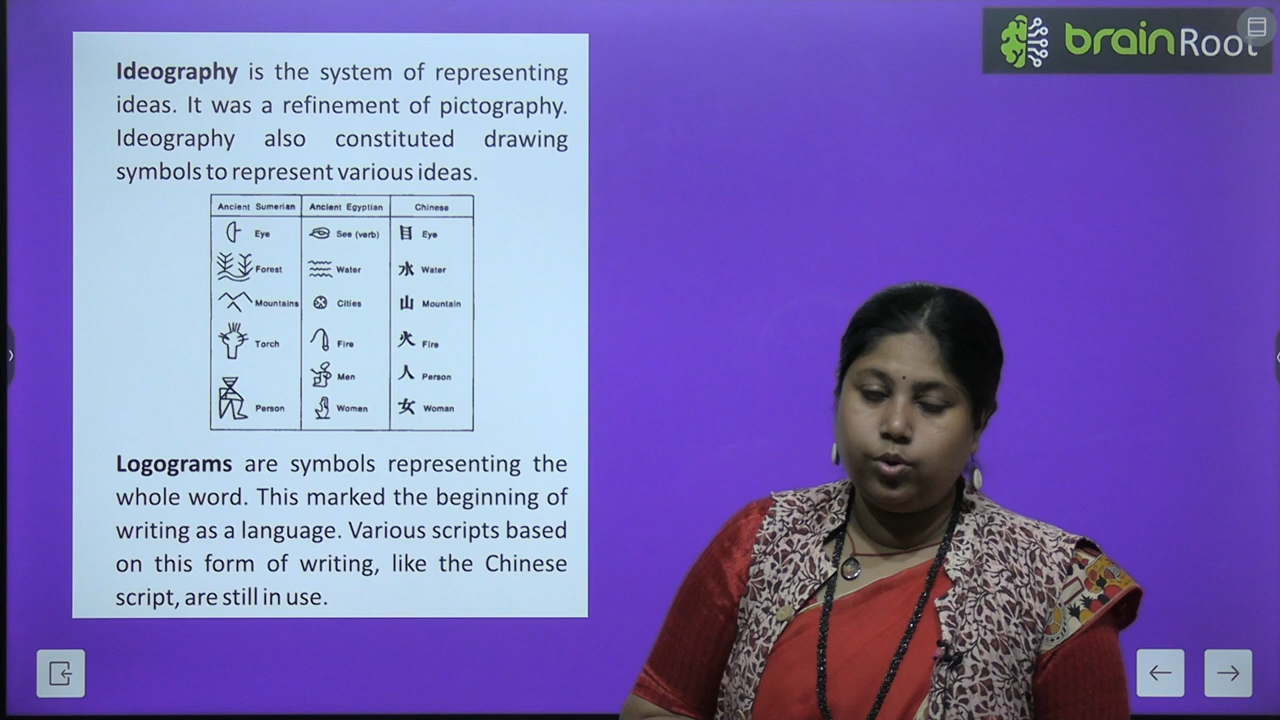 brainRoot
Ideography is the system of representing
ideas. It was a refinement of pictography.
Ideography also constituted drawing
symbols to represent various ideas.
Ancient Sumerian Ancient Egyptian Chinese
Eye See (verb) 目 Eye
Forest Water 水 Water
Mountains Cities 山 Mountain
Torch Fire 火 Fire
Men 人 Person
Person Women 女 Woman
Logograms are symbols representing the
whole word. This marked the beginning of
writing as a language. Various scripts based
on this form of writing, like the Chinese
script, are still in use.